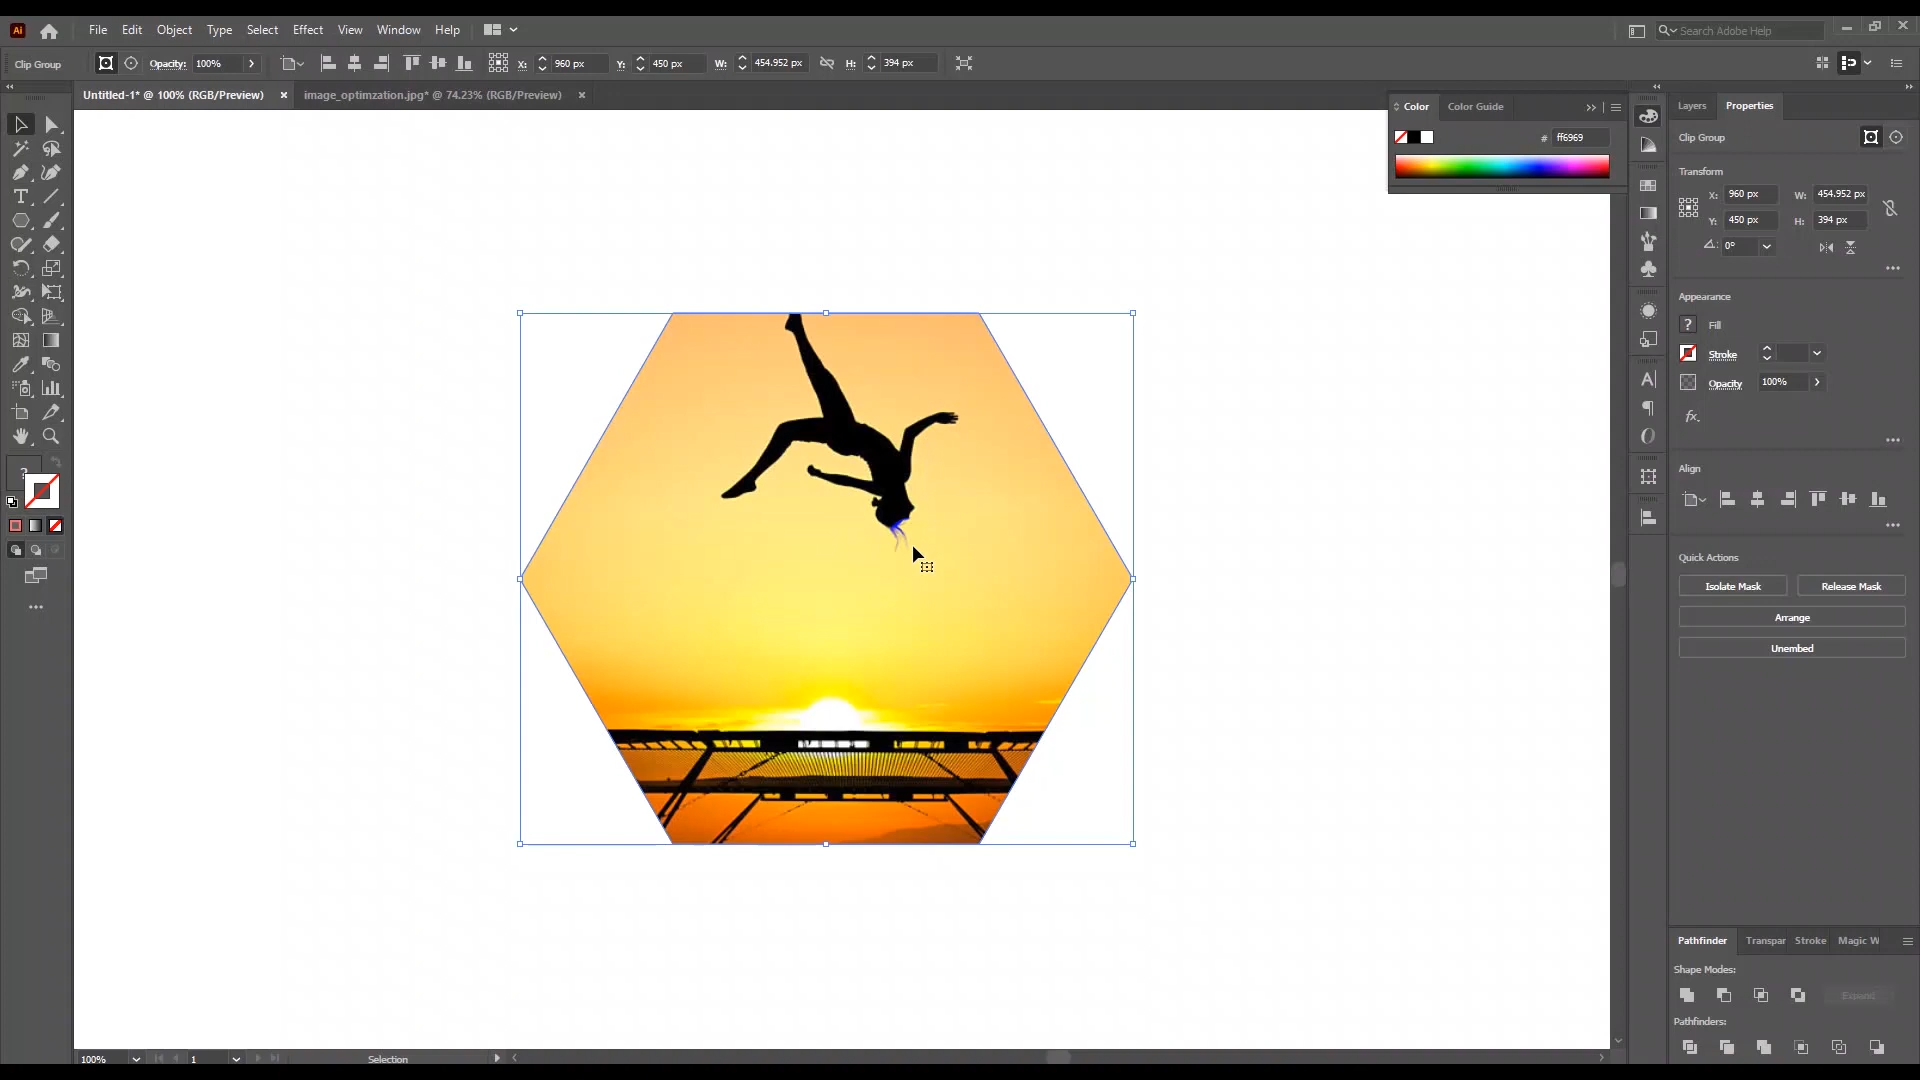 Ai File Edit Object Type Select Effect View Window Help Search Adobe Help
Clip Group Opacity: 100% X: 960 px Y: 450 px W: 454.952 px H: 394 px
Untitled-1* @ 100% (RGB/Preview) × image_optimzation.jpg* @ 74.23% (RGB/Preview) ×
Color Color Guide
# ff6969
Layers Properties
Clip Group
Transform
X: 960 px W: 454.952 px
Y: 450 px H: 394 px
0°
Appearance
? Fill
Stroke
Opacity 100%
fx.
Align
Quick Actions
Isolate Mask Release Mask
Arrange
Unembed
Pathfinder Transpar Stroke Magic W
Shape Modes:
Expand
Pathfinders:
100% 1 Selection